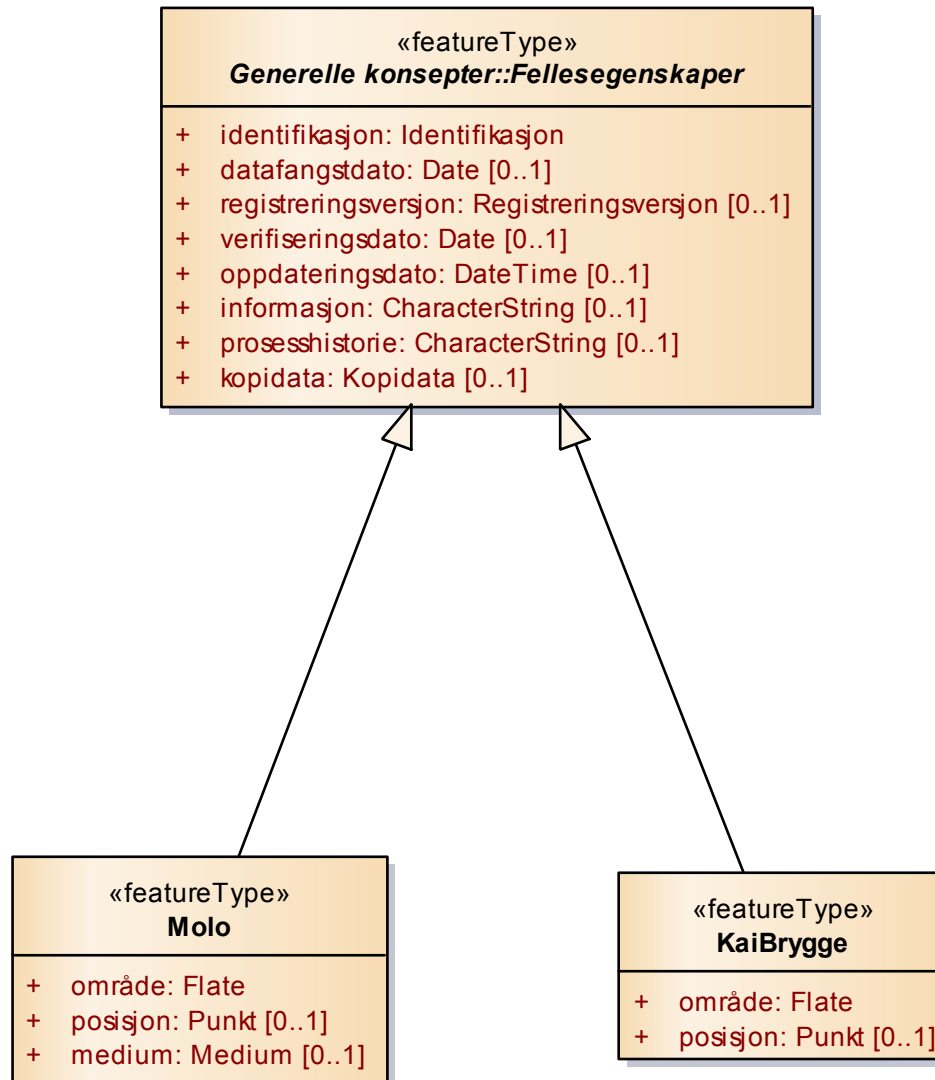 «featureType»
Generelle konsepter::Fellesegenskaper
+ identifikasjon: Identifikasjon
+ datafangstdato: Date [0..1]
+ registreringsversjon: Registreringsversjon [0..1]
+ verifiseringsdato: Date [0..1]
+ oppdateringsdato: DateTime [0..1]
+ informasjon: CharacterString [0..1]
+ prosesshistorie: CharacterString [0..1]
+ kopidata: Kopidata [0..1]
«featureType»
Molo
+ område: Flate
+ posisjon: Punkt [0..1]
+ medium: Medium [0..1]
«featureType»
KaiBrygge
+ område: Flate
+ posisjon: Punkt [0..1]